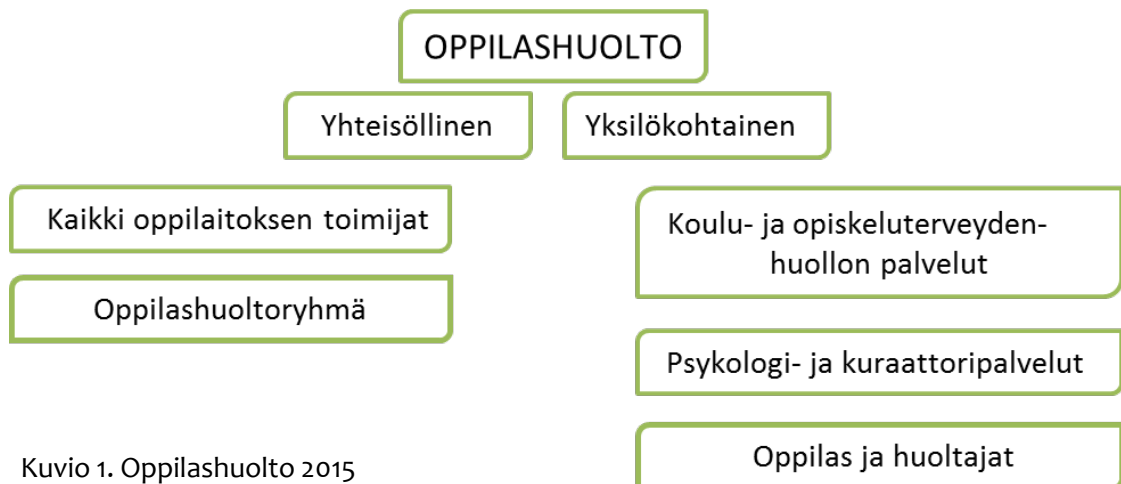 OPPILASHUOLTO
Yhteisöllinen
Yksilökohtainen
Kaikki oppilaitoksen toimijat
Oppilashuoltoryhmä
Koulu- ja opiskeluterveyden-
huollon palvelut
Psykologi- ja kuraattoripalvelut
Oppilas ja huoltajat
Kuvio 1. Oppilashuolto 2015